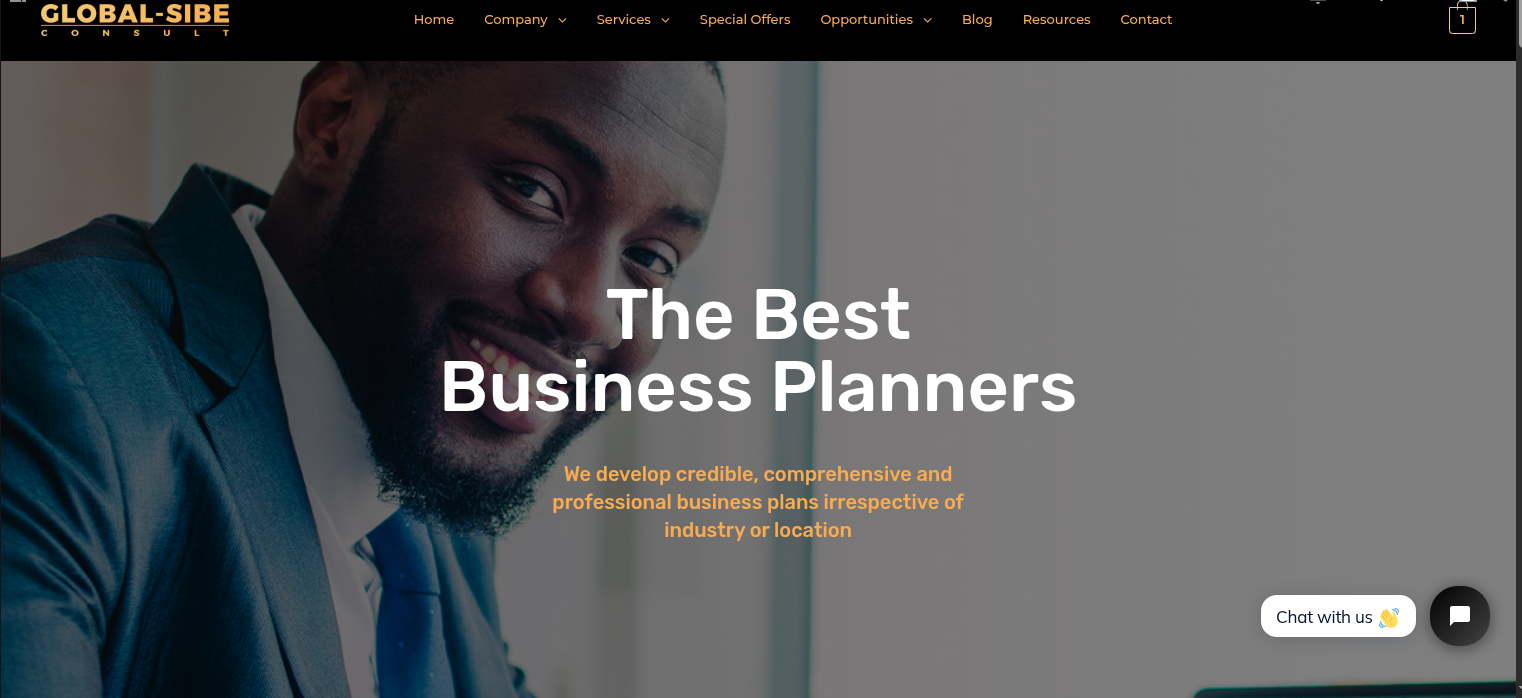 GLOBAL-SIBE
CONSULT
Home Company Services Special Offers Opportunities Blog Resources Contact
1
The Best
Business Planners
We develop credible, comprehensive and
professional business plans irrespective of
industry or location
Chat with us 👋